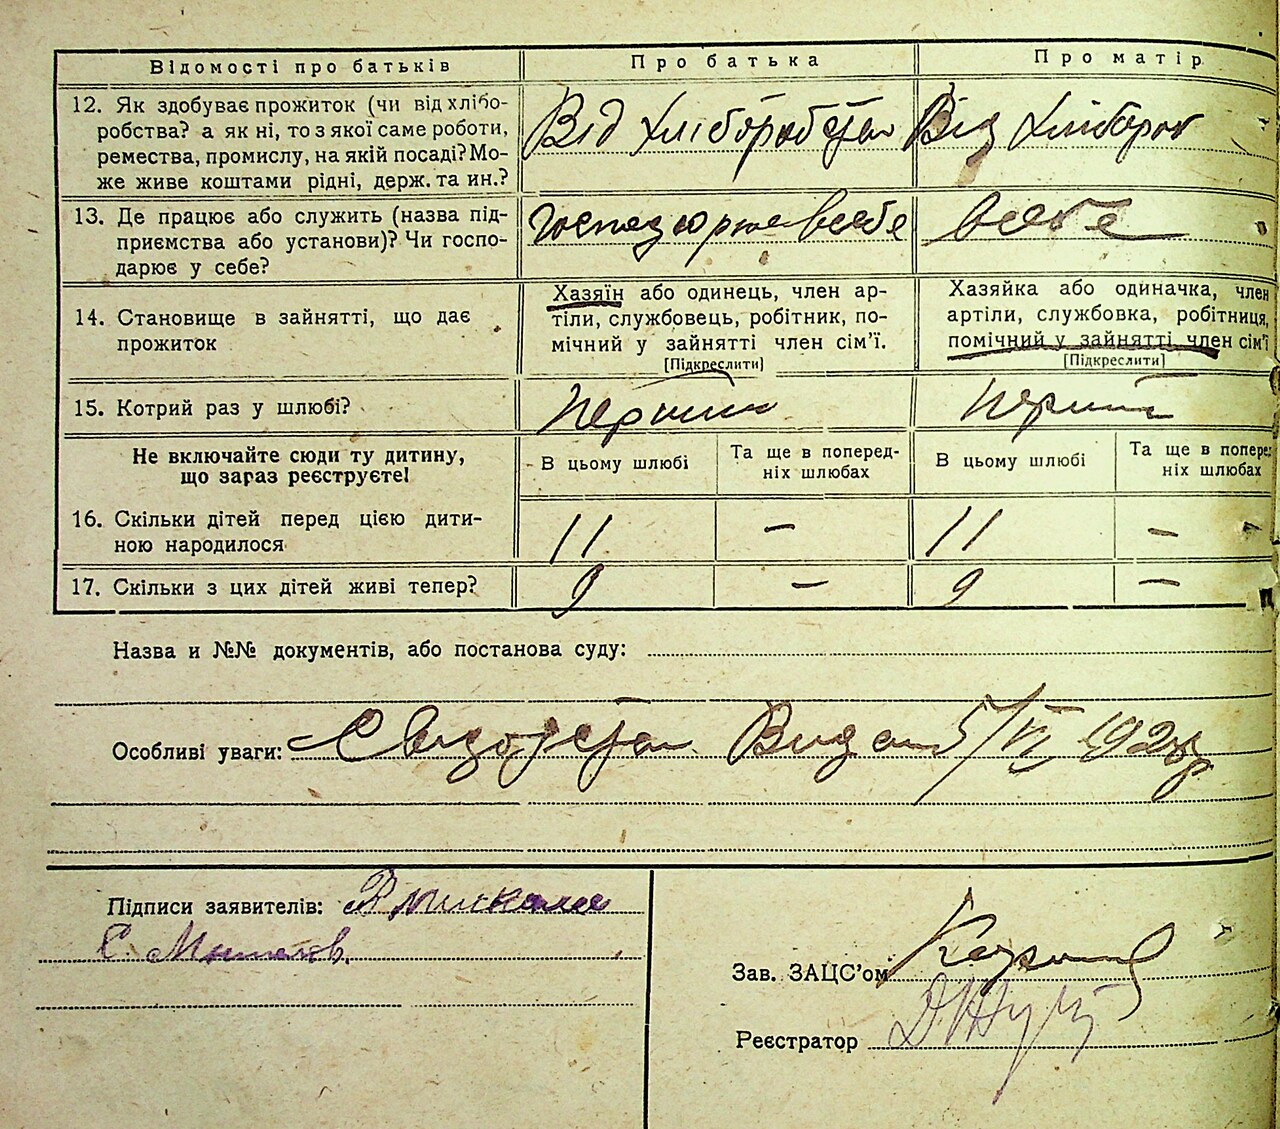 Відомості про батьків Про батька Про матір
12. Як здобуває прожиток (чи від хлібо-
робства? а як ні, то з якої саме роботи,
ремества, промислу, на якій посаді? Мо-
же живе коштами рідні, держ. та ин.?
Від хліборобства Від хлібороб
13. Де працює або служить (назва під-
приємства або установи)? Чи госпо-
дарює у себе?
в себе
в себе
14. Становище в зайнятті, що дає
прожиток
Хазяїн або одинець, член ар-
тіли, службовець, робітник, по-
мічний у зайнятті член сім'ї.
[Підкреслити]
Хазяйка або одиначка, член
артіли, службовка, робітниця,
помічний у зайнятті член сім'ї
[Підкреслити]
15. Котрий раз у шлюбі?
Не включайте сюди ту дитину,
що зараз реєструєте!
В цьому шлюбі
Та ще в поперед-
ніх шлюбах
В цьому шлюбі
Та ще в поперед-
ніх шлюбах
16. Скільки дітей перед цією дити-
ною народилося
11 – 11 –
17. Скільки з цих дітей живі тепер?
9 – 9 –
Назва и №№ документів, або постанова суду:
Особливі уваги: 5/VI 192
Підписи заявителів:
С.
Зав. ЗАЦС'ом
Реєстратор